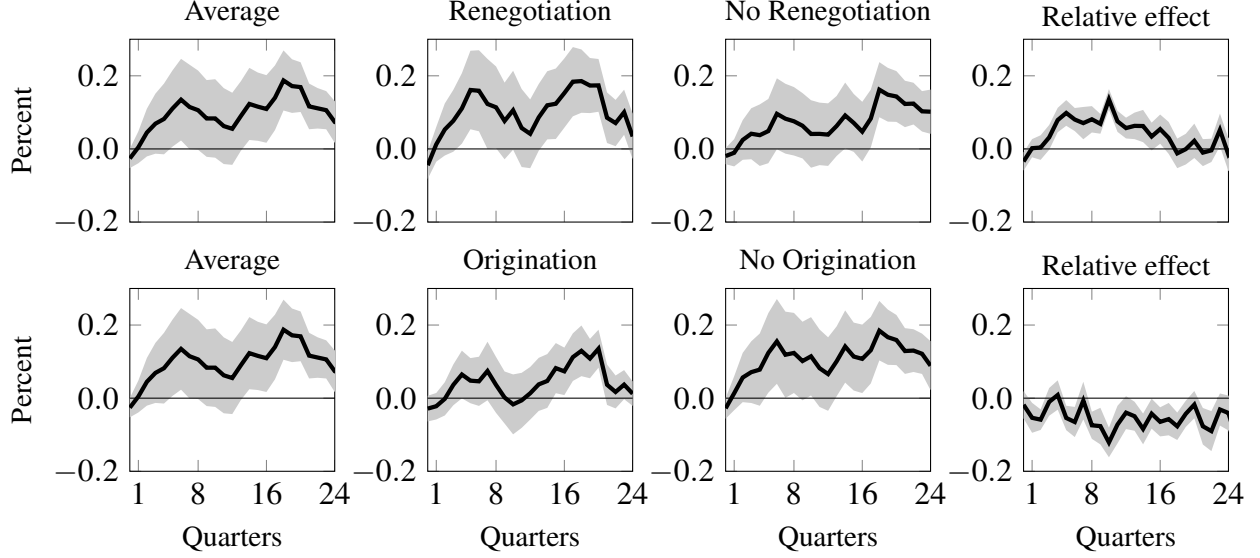 Average Renegotiation No Renegotiation Relative effect
Percent
0.2 0.2 0.2 0.2
0.0 0.0 0.0 0.0
−0.2 −0.2 −0.2 −0.2
Average Origination No Origination Relative effect
Percent
0.2 0.2 0.2 0.2
0.0 0.0 0.0 0.0
−0.2 −0.2 −0.2 −0.2
1 8 16 24 1 8 16 24 1 8 16 24 1 8 16 24
Quarters Quarters Quarters Quarters